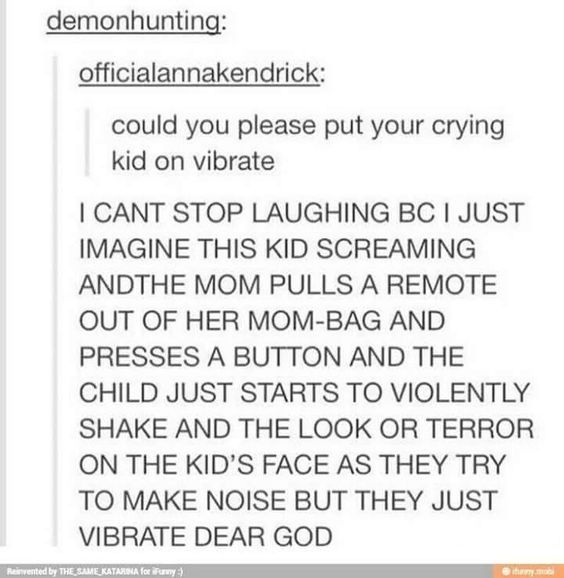 demonhunting:
officialannakendrick:
could you please put your crying
kid on vibrate
I CANT STOP LAUGHING BC I JUST
IMAGINE THIS KID SCREAMING
ANDTHE MOM PULLS A REMOTE
OUT OF HER MOM-BAG AND
PRESSES A BUTTON AND THE
CHILD JUST STARTS TO VIOLENTLY
SHAKE AND THE LOOK OR TERROR
ON THE KID'S FACE AS THEY TRY
TO MAKE NOISE BUT THEY JUST
VIBRATE DEAR GOD
Reinvented by THE_SAME_KATARINA for iFunny :)
ifunny.mobi